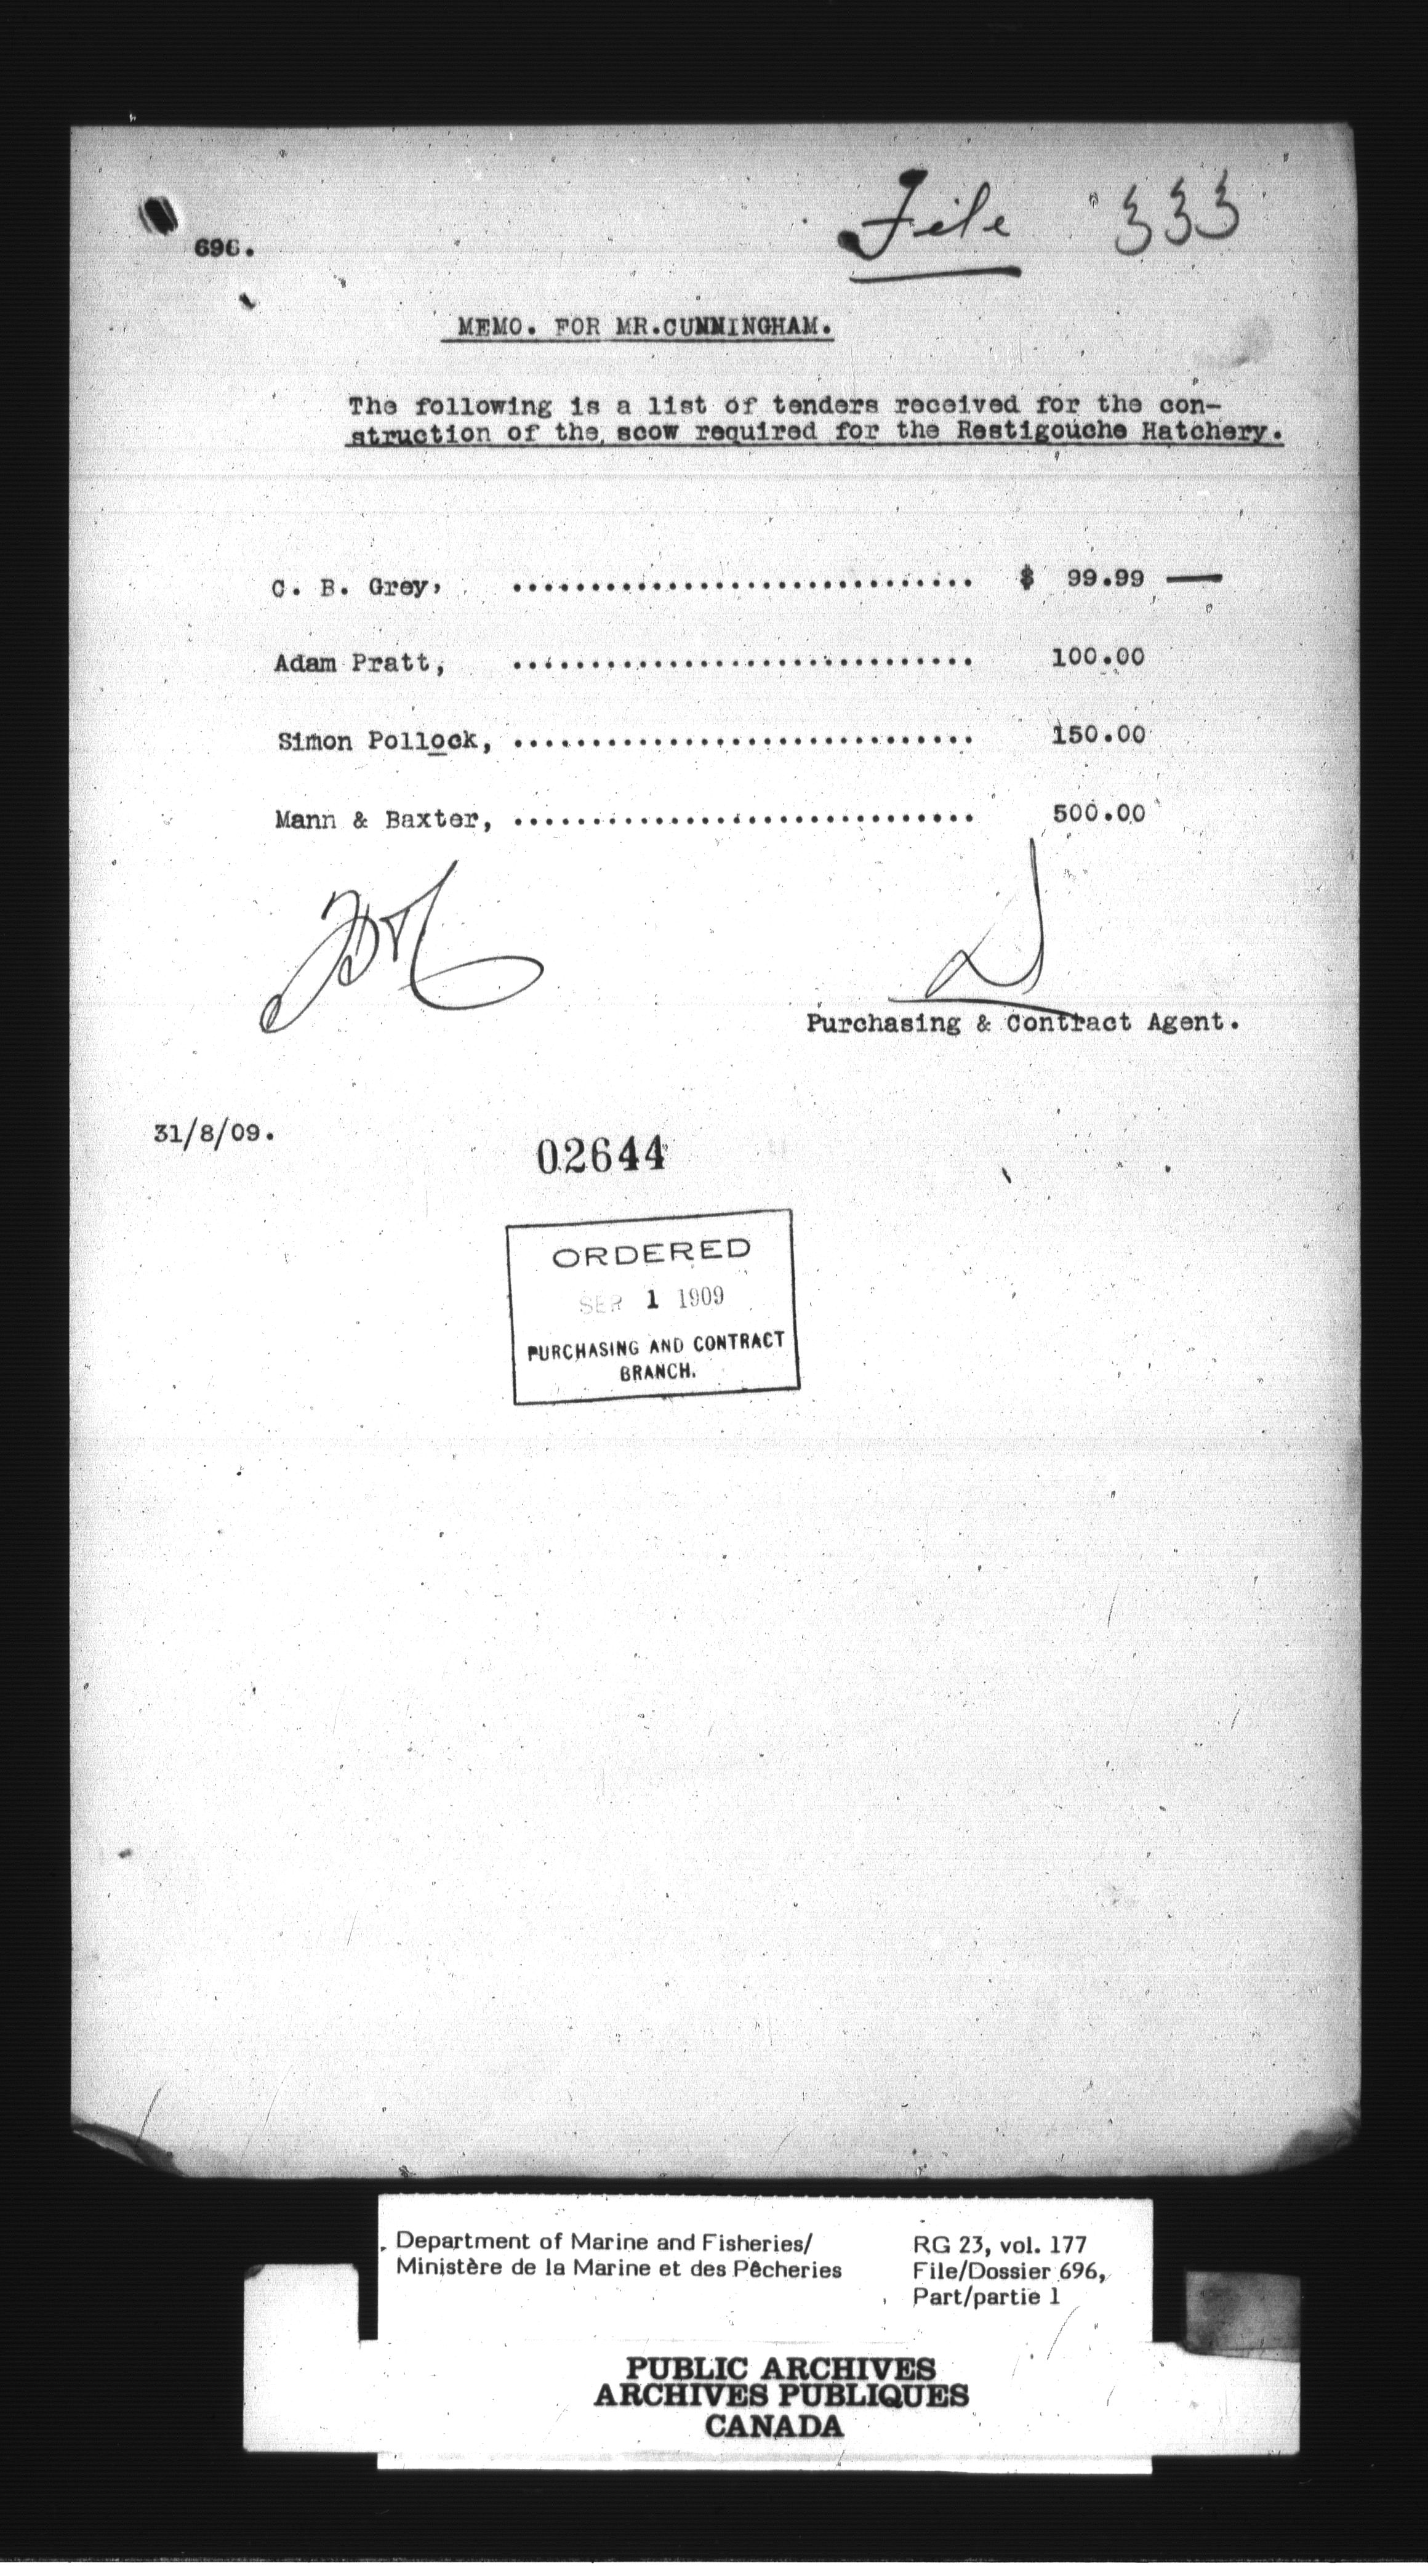 696.
File 333
MEMO. FOR MR.CUNNINGHAM.
The following is a list of tenders received for the con-
struction of the scow required for the Restigouche Hatchery.
C. B. Grey, .............................. $ 99.99 —
Adam Pratt, .............................. 100.00
Simon Pollock, .............................. 150.00
Mann & Baxter, .............................. 500.00
Purchasing & Contract Agent.
31/8/09.
02644
ORDERED
SEP 1 1909
PURCHASING AND CONTRACT
BRANCH.
Department of Marine and Fisheries/
Ministère de la Marine et des Pêcheries
RG 23, vol. 177
File/Dossier 696,
Part/partie 1
PUBLIC ARCHIVES
ARCHIVES PUBLIQUES
CANADA